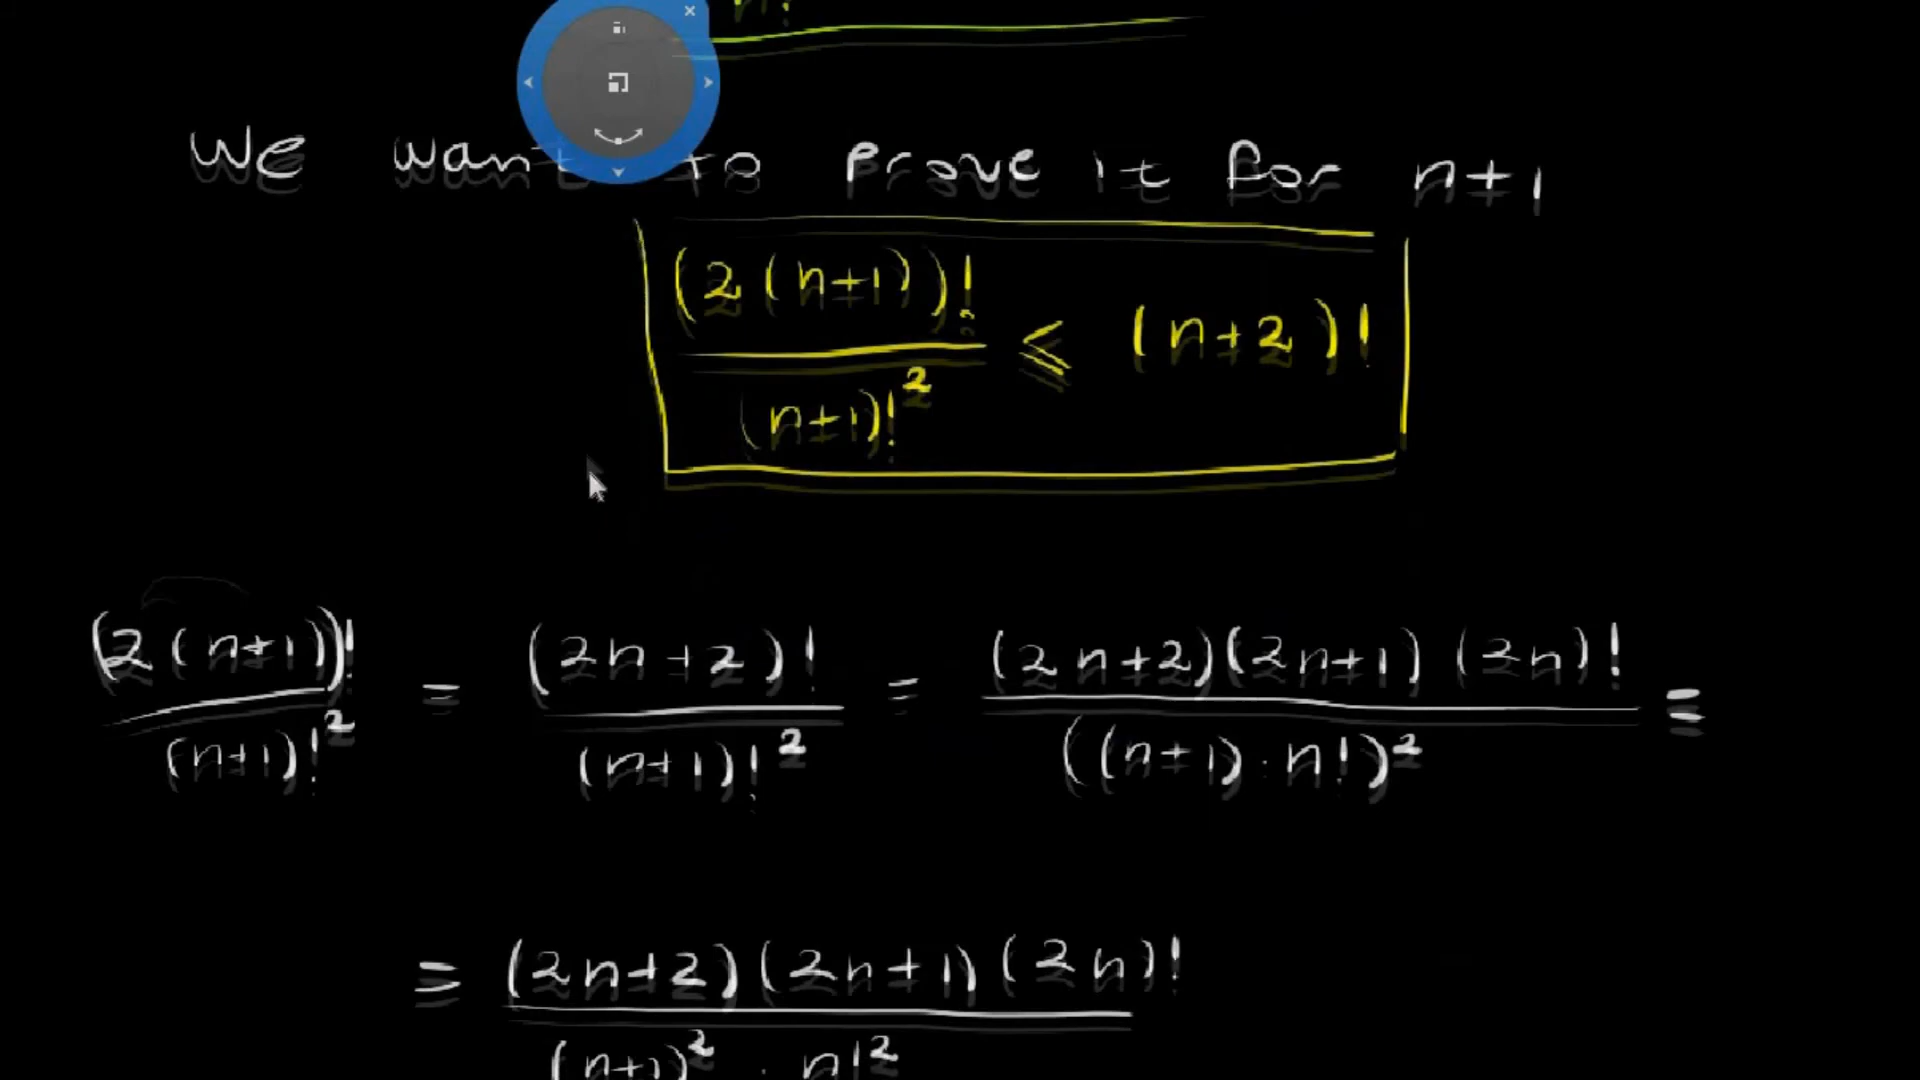 n!
We want to prove it for n+1
(2(n+1))! / (n+1)!² ≤ (n+2)!
(2(n+1))! / (n+1)!² = (2n+2)! / (n+1)!² = (2n+2)(2n+1)(2n)! / ((n+1)·n!)² =
= (2n+2)(2n+1)(2n)! / (n+1)² · n!²